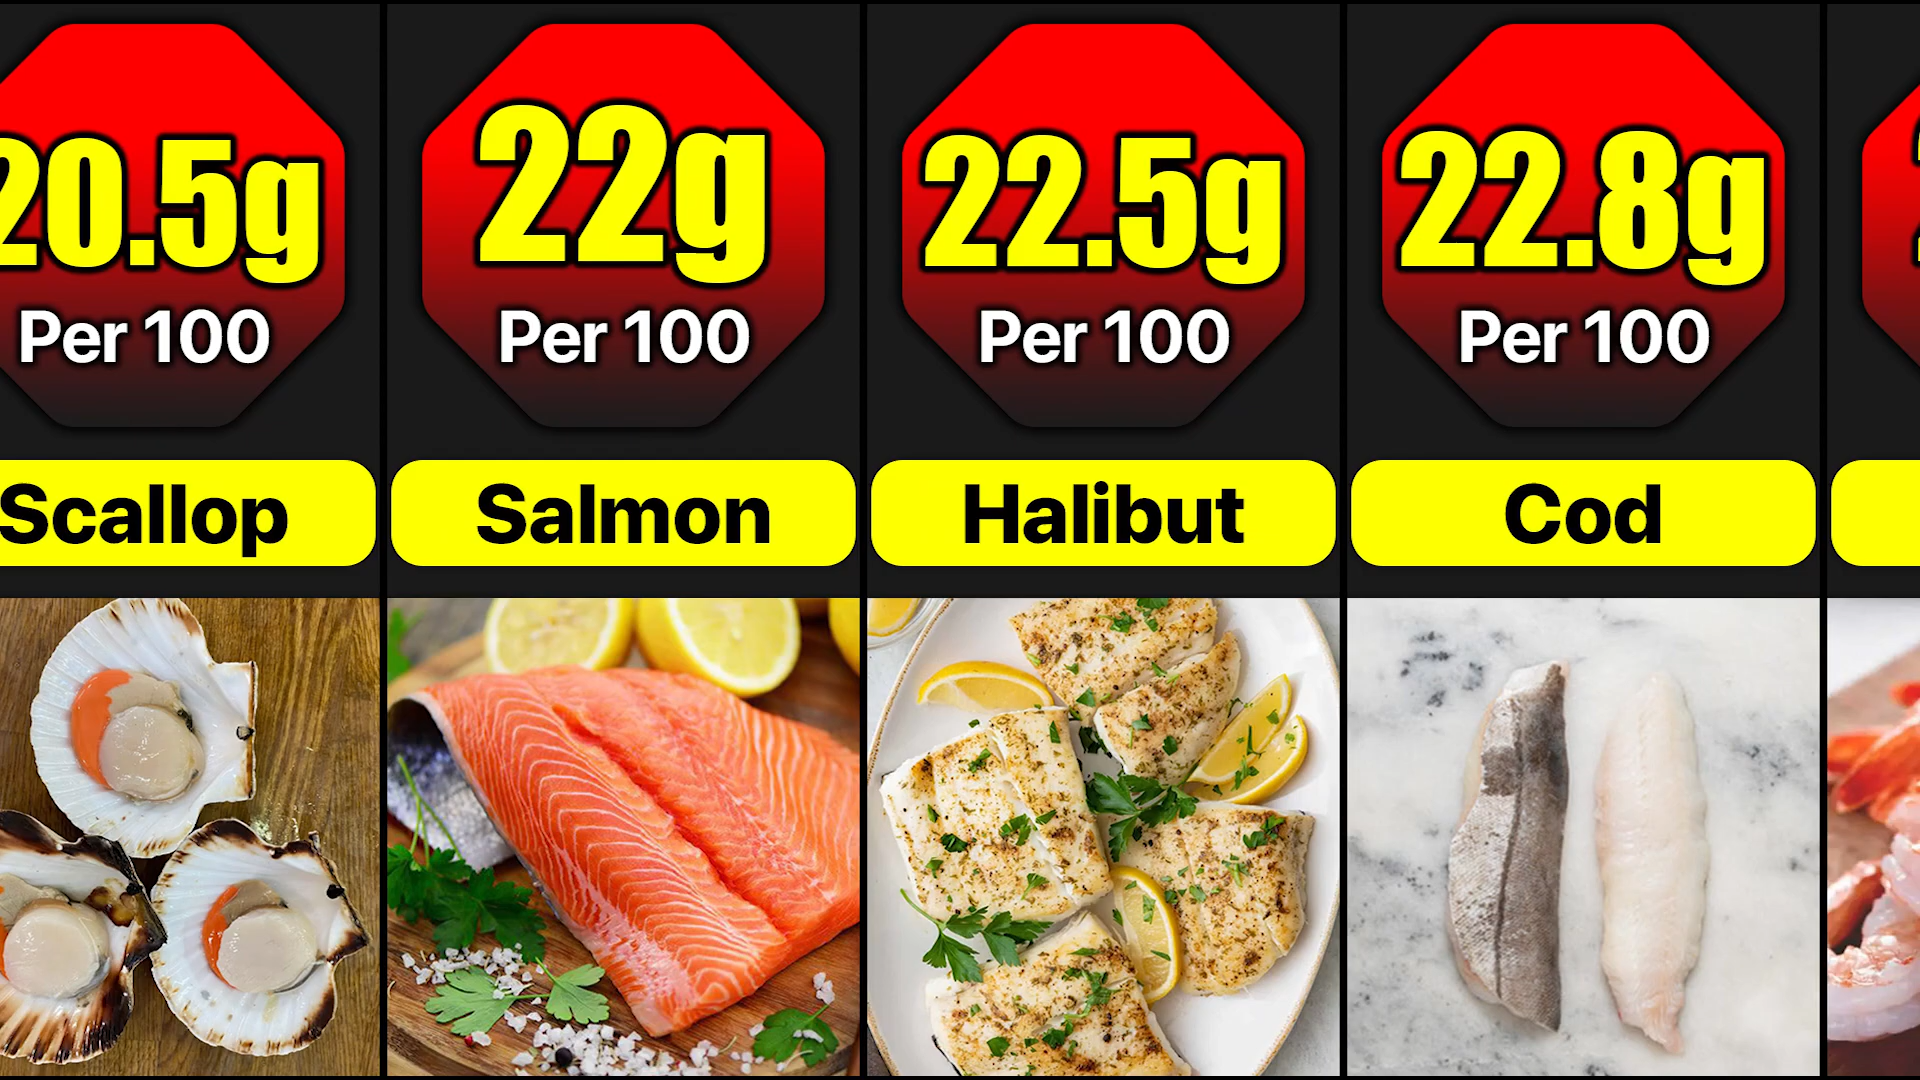 20.5g
Per 100
Scallop
22g
Per 100
Salmon
22.5g
Per 100
Halibut
22.8g
Per 100
Cod